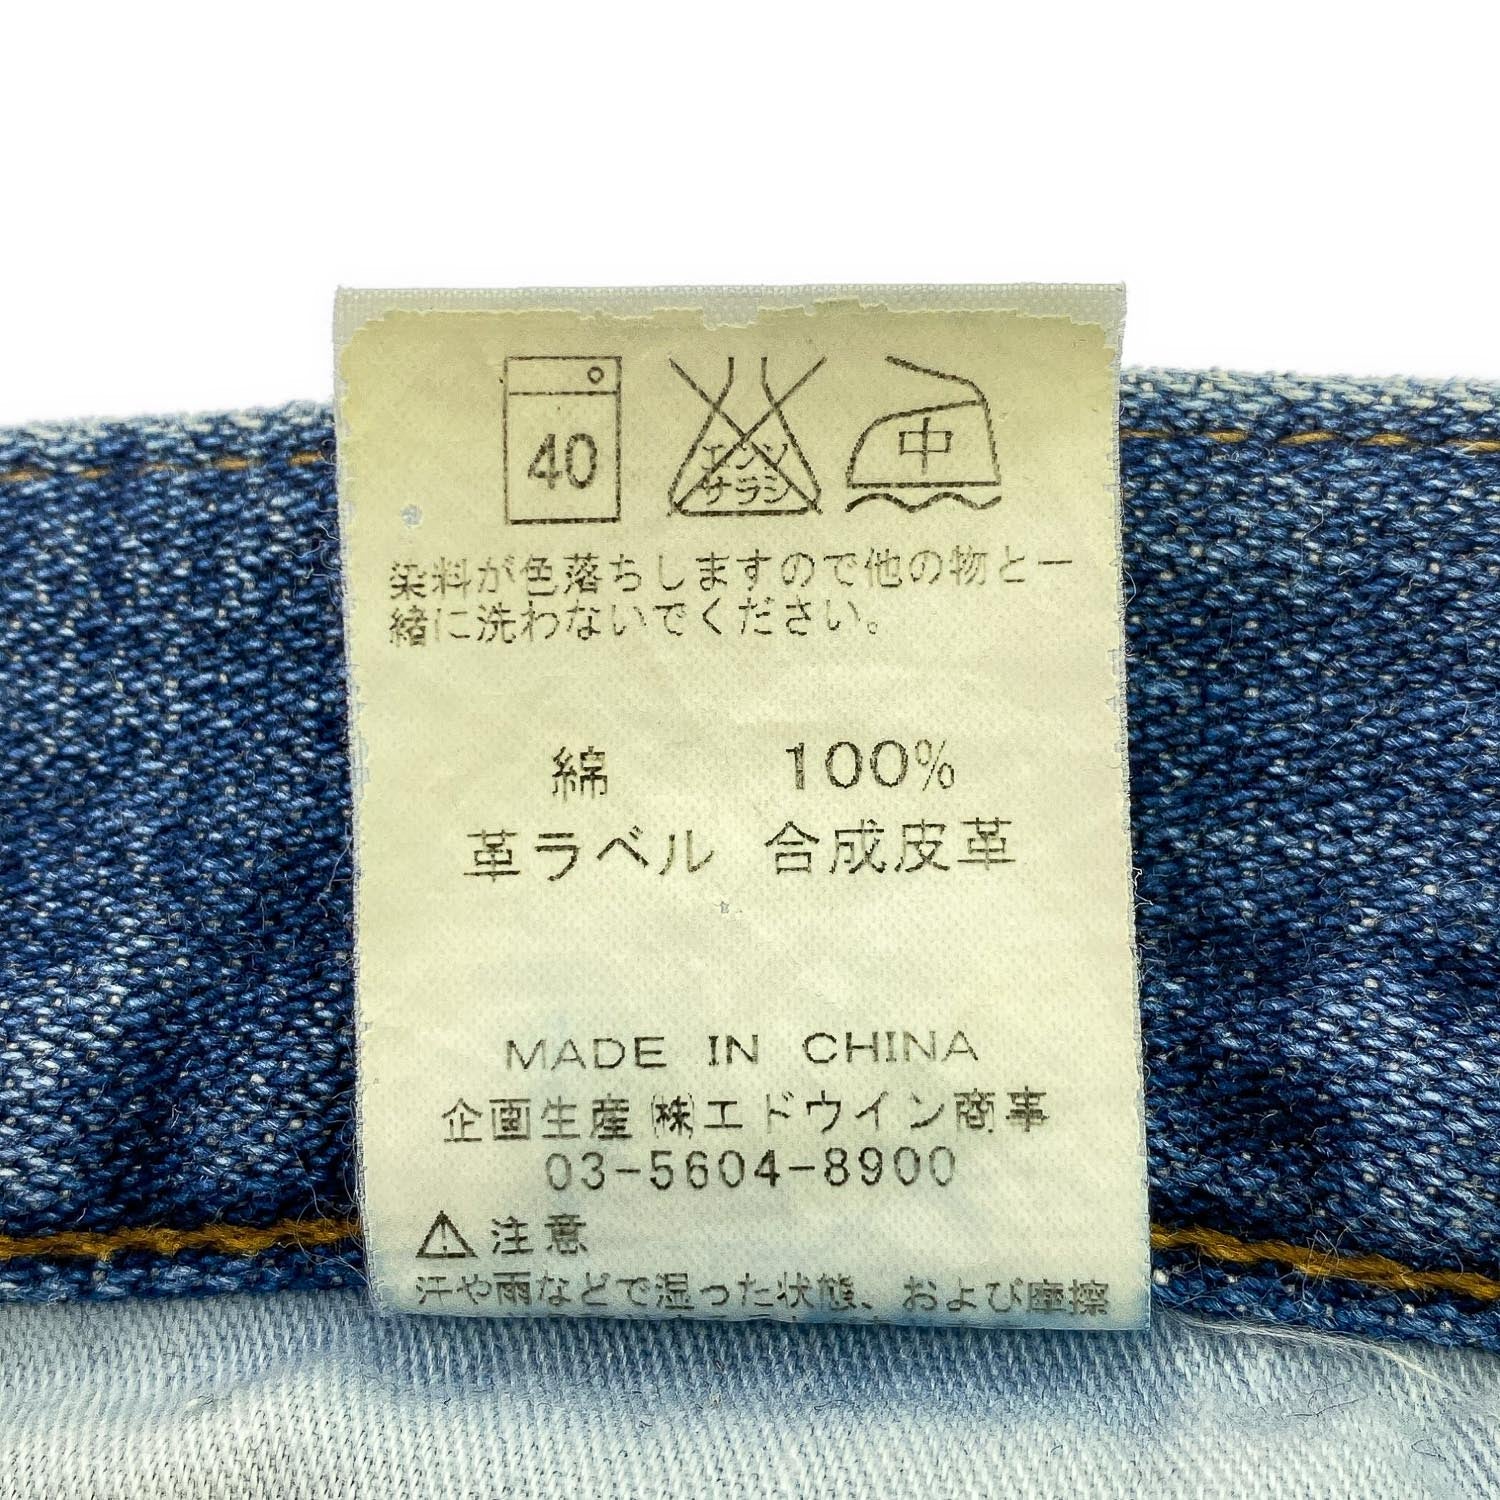 40
エンソ
サラシ
中
染料が色落ちしますので他の物と一
緒に洗わないでください。
綿 100%
革ラベル 合成皮革
MADE IN CHINA
企画生産 ㈱エドウイン商事
03-5604-8900
注意
汗や雨などで湿った状態、および摩擦